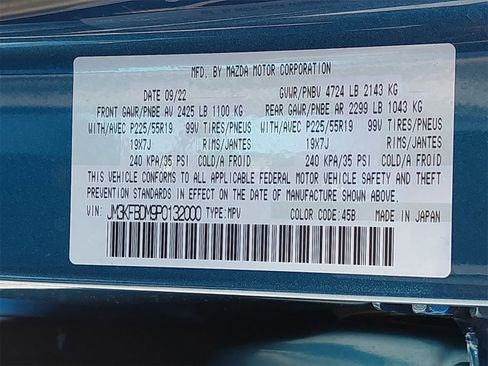 MFD. BY MAZDA MOTOR CORPORATION
DATE 09/22 GVWR/PNBV 4724 LB 2143 KG
FRONT GAWR/PNBE AV 2425 LB 1100 KG REAR GAWR/PNBE AR 2299 LB 1043 KG
WITH/AVEC P225/55R19 99V TIRES/PNEUS WITH/AVEC P225/55R19 99V TIRES/PNEUS
19X7J RIMS/JANTES 19X7J RIMS/JANTES
240 KPA/35 PSI COLD/A FROID 240 KPA/35 PSI COLD/A FROID
THIS VEHICLE CONFORMS TO ALL APPLICABLE FEDERAL MOTOR VEHICLE SAFETY AND THEFT
PREVENTION STANDARDS IN EFFECT ON THE DATE OF MANUFACTURE SHOWN ABOVE.
VIN: JM3KFBDM9P0132000 TYPE:MPV COLOR CODE:45B MADE IN JAPAN